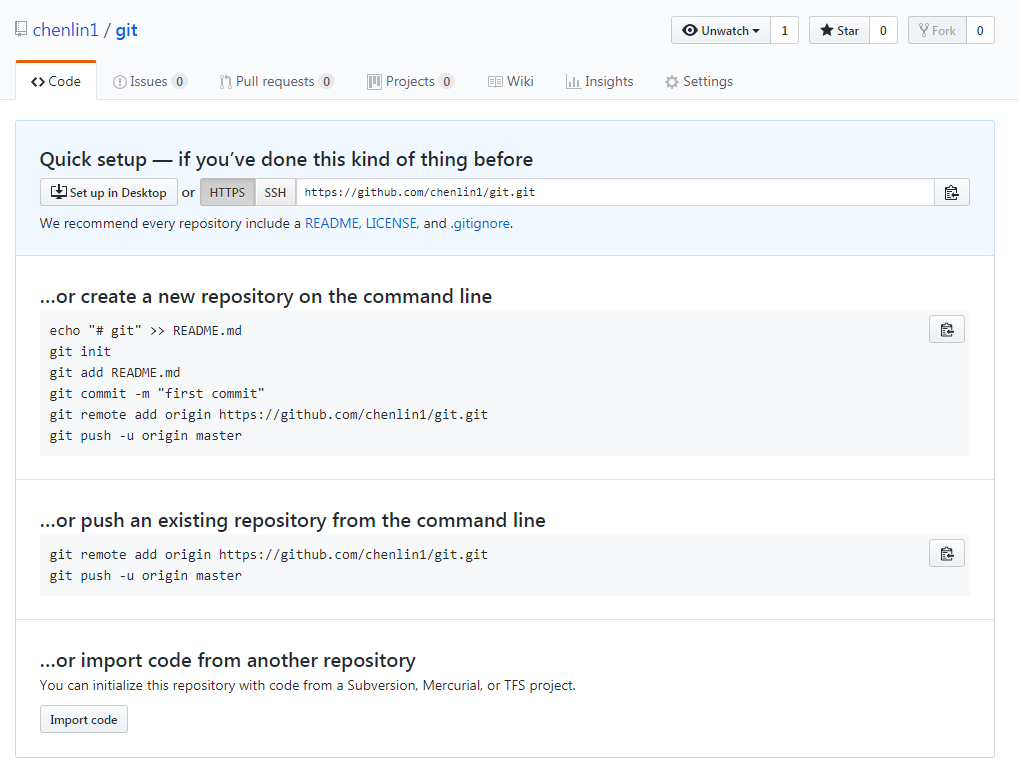 chenlin1 / git
Unwatch 1 Star 0 Fork 0
Code Issues 0 Pull requests 0 Projects 0 Wiki Insights Settings
Quick setup — if you’ve done this kind of thing before
Set up in Desktop or HTTPS SSH https://github.com/chenlin1/git.git
We recommend every repository include a README, LICENSE, and .gitignore.
…or create a new repository on the command line
echo "# git" >> README.md
git init
git add README.md
git commit -m "first commit"
git remote add origin https://github.com/chenlin1/git.git
git push -u origin master
…or push an existing repository from the command line
git remote add origin https://github.com/chenlin1/git.git
git push -u origin master
…or import code from another repository
You can initialize this repository with code from a Subversion, Mercurial, or TFS project.
Import code